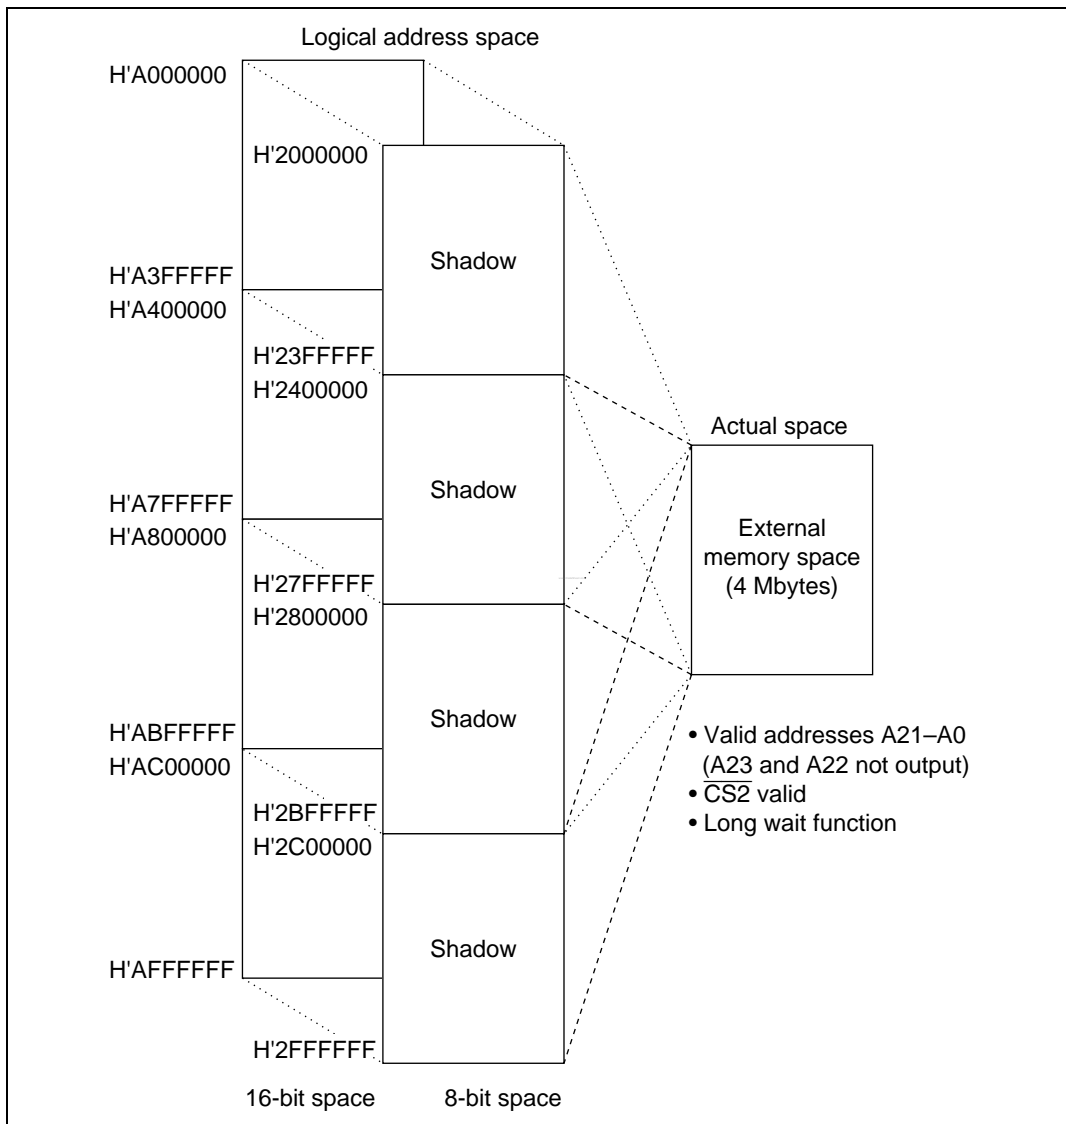 Logical address space
H'A000000
H'2000000
Shadow
H'A3FFFFF
H'A400000
H'23FFFFF
H'2400000
Actual space
Shadow
H'A7FFFFF
H'A800000
External
memory space
(4 Mbytes)
H'27FFFFF
H'2800000
Shadow
H'ABFFFFF
H'AC00000
• Valid addresses A21–A0
(A23 and A22 not output)
• CS2 valid
• Long wait function
H'2BFFFFF
H'2C00000
Shadow
H'AFFFFFF
H'2FFFFFF
16-bit space 8-bit space